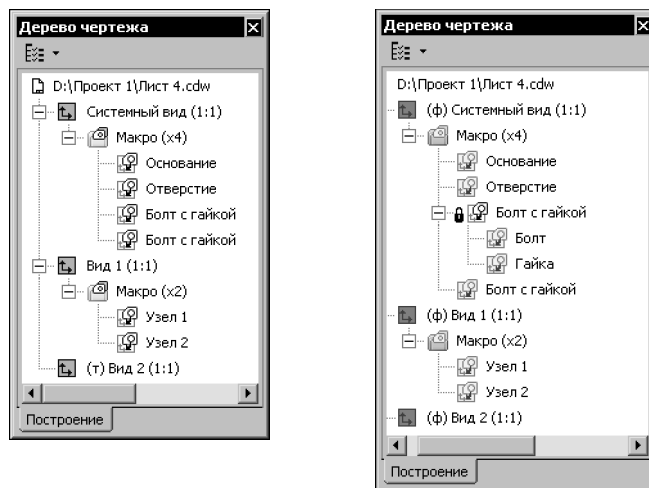 Дерево чертежа
D:\Проект 1\Лист 4.cdw
Системный вид (1:1)
Макро (x4)
Основание
Отверстие
Болт с гайкой
Болт с гайкой
Вид 1 (1:1)
Макро (x2)
Узел 1
Узел 2
(т) Вид 2 (1:1)
Построение
Дерево чертежа
D:\Проект 1\Лист 4.cdw
(ф) Системный вид (1:1)
Макро (x4)
Основание
Отверстие
Болт с гайкой
Болт
Гайка
Болт с гайкой
(ф) Вид 1 (1:1)
Макро (x2)
Узел 1
Узел 2
(ф) Вид 2 (1:1)
Построение